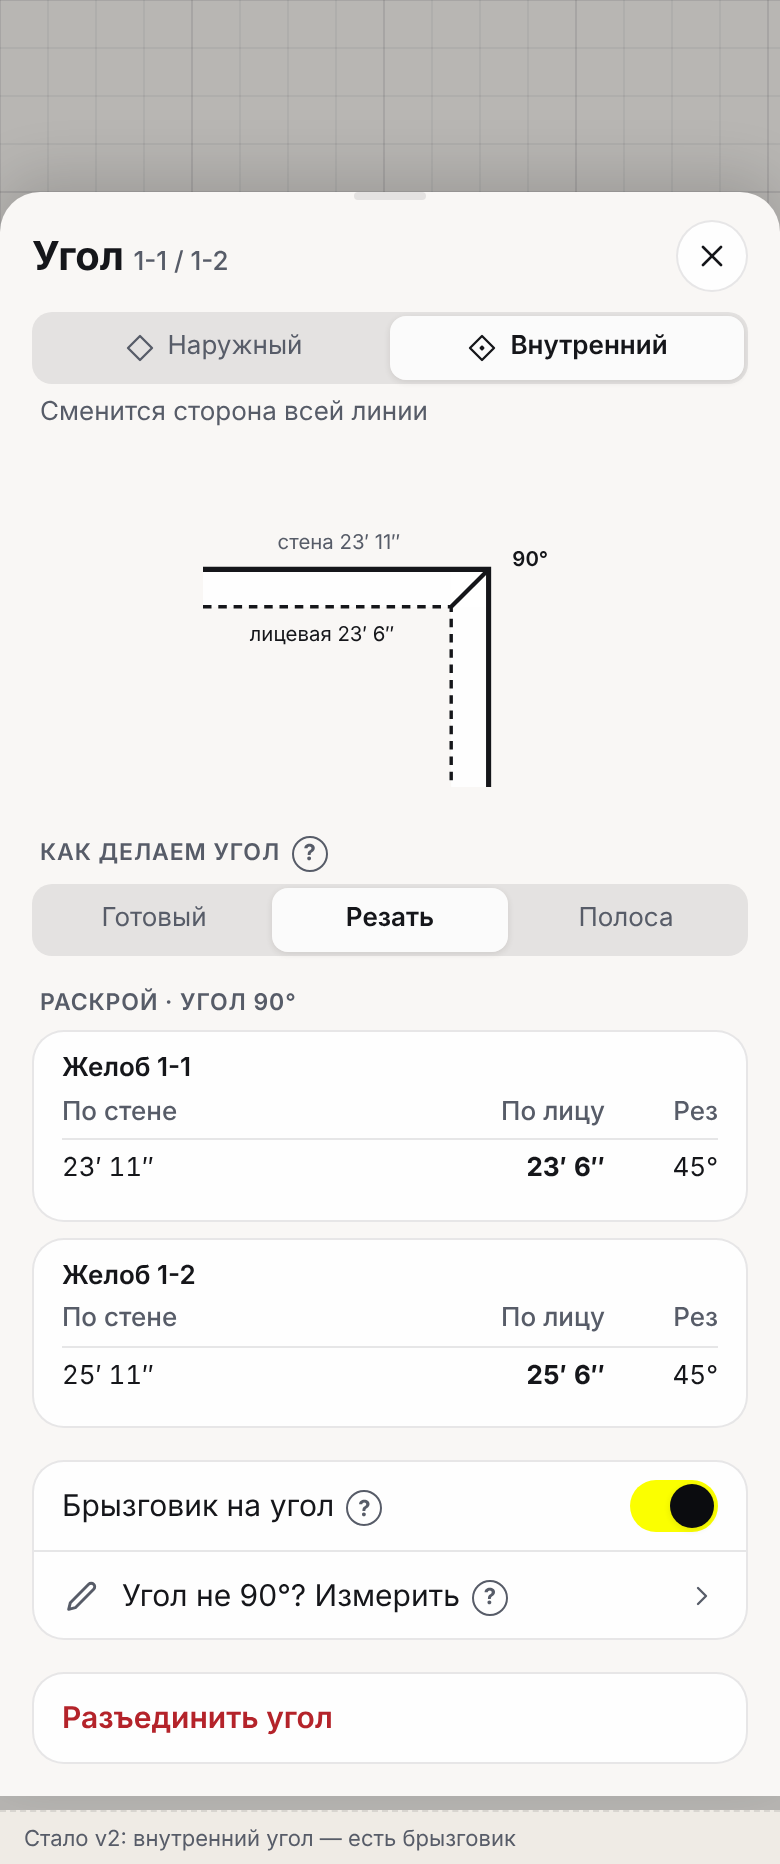 Угол 1-1 / 1-2
Наружный Внутренний
Сменится сторона всей линии
стена 23′ 11″
90°
лицевая 23′ 6″
КАК ДЕЛАЕМ УГОЛ ?
Готовый Резать Полоса
РАСКРОЙ · УГОЛ 90°
Желоб 1-1
По стене По лицу Рез
23′ 11″ 23′ 6″ 45°
Желоб 1-2
По стене По лицу Рез
25′ 11″ 25′ 6″ 45°
Брызговик на угол ?
Угол не 90°? Измерить ?
Разъединить угол
Стало v2: внутренний угол — есть брызговик